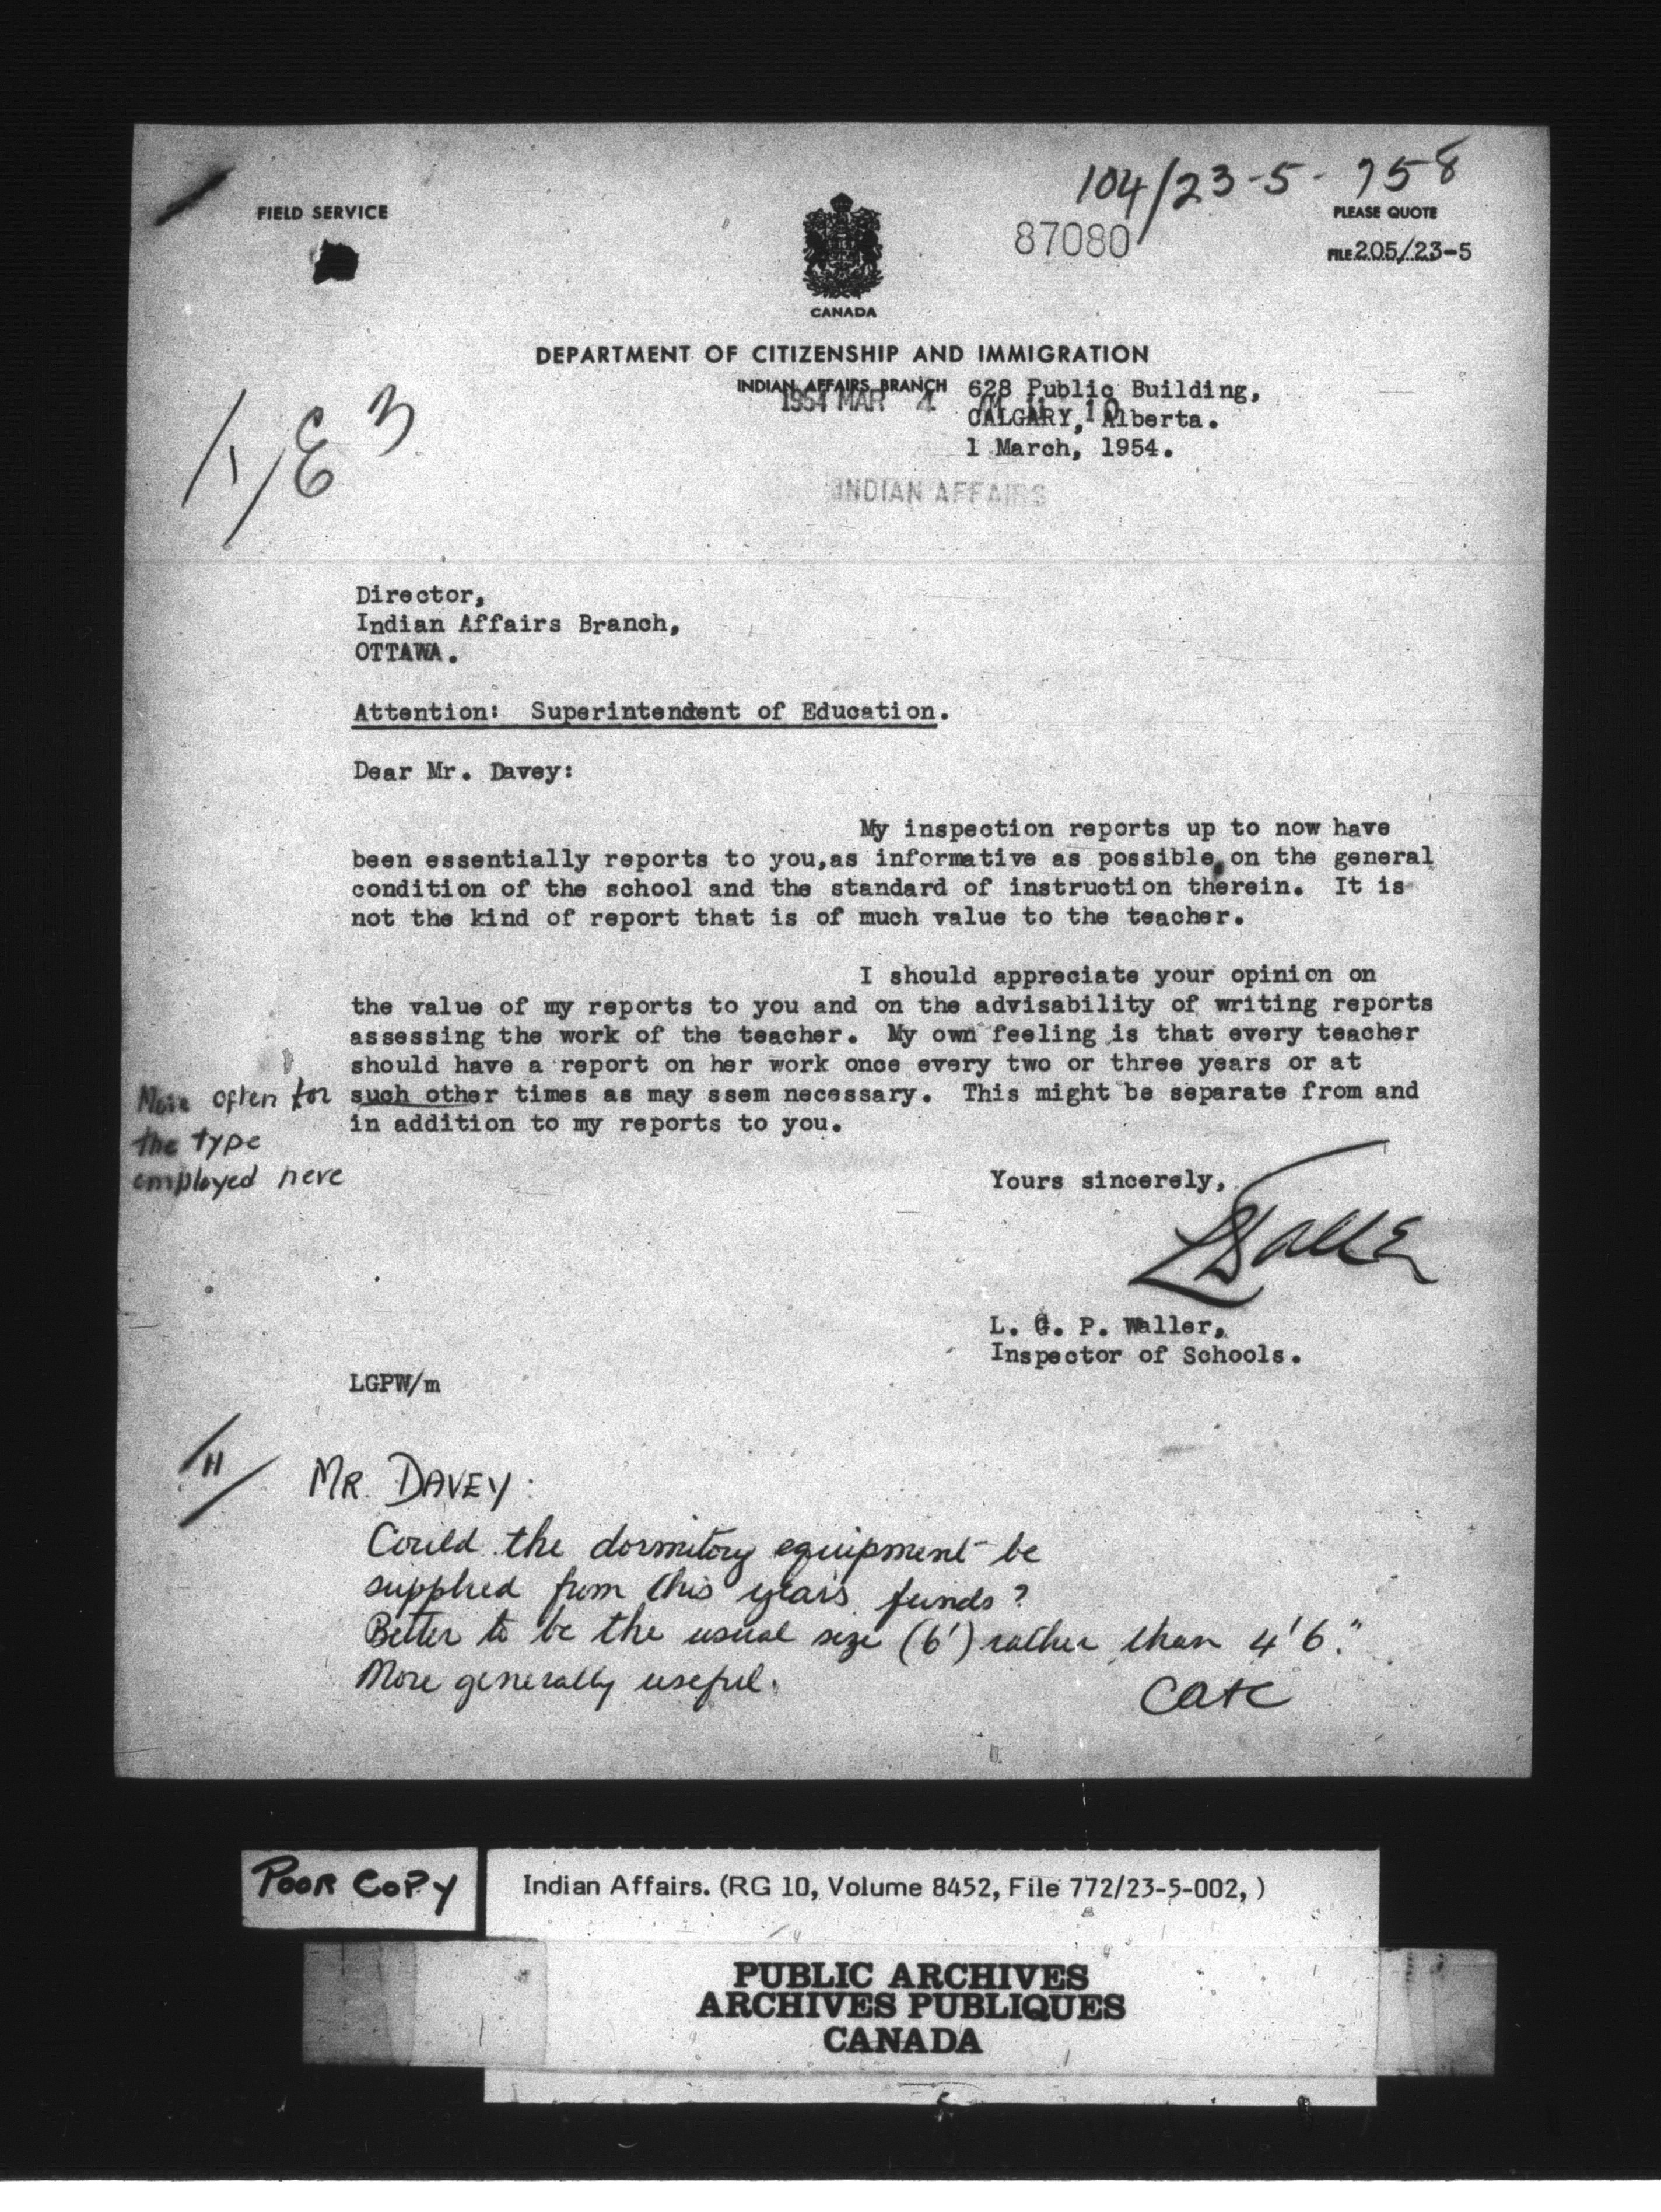 104/23-5-758
FIELD SERVICE
PLEASE QUOTE
87080
FILE 205/23-5
CANADA
DEPARTMENT OF CITIZENSHIP AND IMMIGRATION
INDIAN AFFAIRS BRANCH 628 Public Building,
1954 MAR 4
CALGARY, Alberta.
1 March, 1954.
INDIAN AFFAIRS
Director,
Indian Affairs Branch,
OTTAWA.
Attention: Superintendent of Education.
Dear Mr. Davey:
My inspection reports up to now have
been essentially reports to you,as informative as possible, on the general
condition of the school and the standard of instruction therein. It is
not the kind of report that is of much value to the teacher.
I should appreciate your opinion on
the value of my reports to you and on the advisability of writing reports
assessing the work of the teacher. My own feeling is that every teacher
should have a report on her work once every two or three years or at
such other times as may ssem necessary. This might be separate from and
in addition to my reports to you.
More often for
the type
employed here
Yours sincerely,
L. G. P. Waller,
Inspector of Schools.
LGPW/m
MR. DAVEY:
Could the dormitory equipment be
supplied from this years funds?
Better to be the usual size (6') rather than 4'6."
More generally useful.
POOR COPY
Indian Affairs. (RG 10, Volume 8452, File 772/23-5-002, )
PUBLIC ARCHIVES
ARCHIVES PUBLIQUES
CANADA